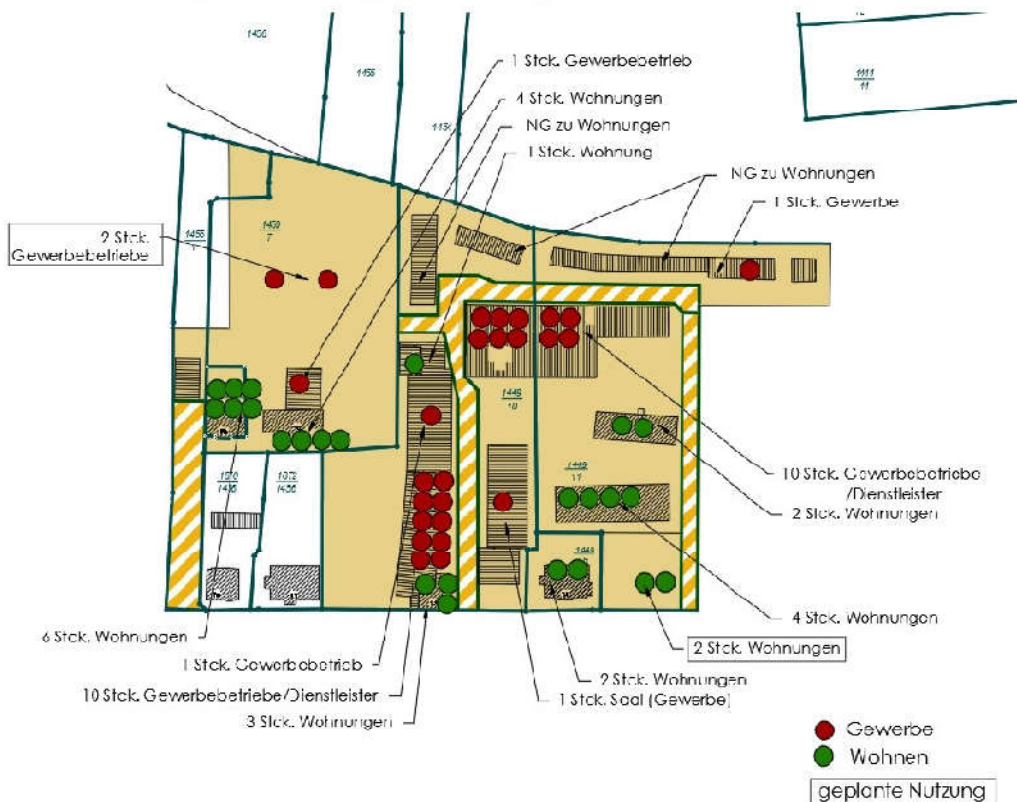 1 Stck. Gewerbebetrieb
4 Stck. Wohnungen
NG zu Wohnungen
1 Stck. Wohnung
NG zu Wohnungen
1 Stck. Gewerbe
2 Stck.
Gewerbebetriebe
10 Stck. Gewerbebetriebe
/Dienstleister
2 Stck. Wohnungen
4 Stck. Wohnungen
2 Stck. Wohnungen
6 Stck. Wohnungen
1 Stck. Gewerbebetrieb
10 Stck. Gewerbebetriebe/Dienstleister
3 Stck. Wohnungen
2 Stck. Wohnungen
1 Stck. Saal (Gewerbe)
Gewerbe
Wohnen
geplante Nutzung